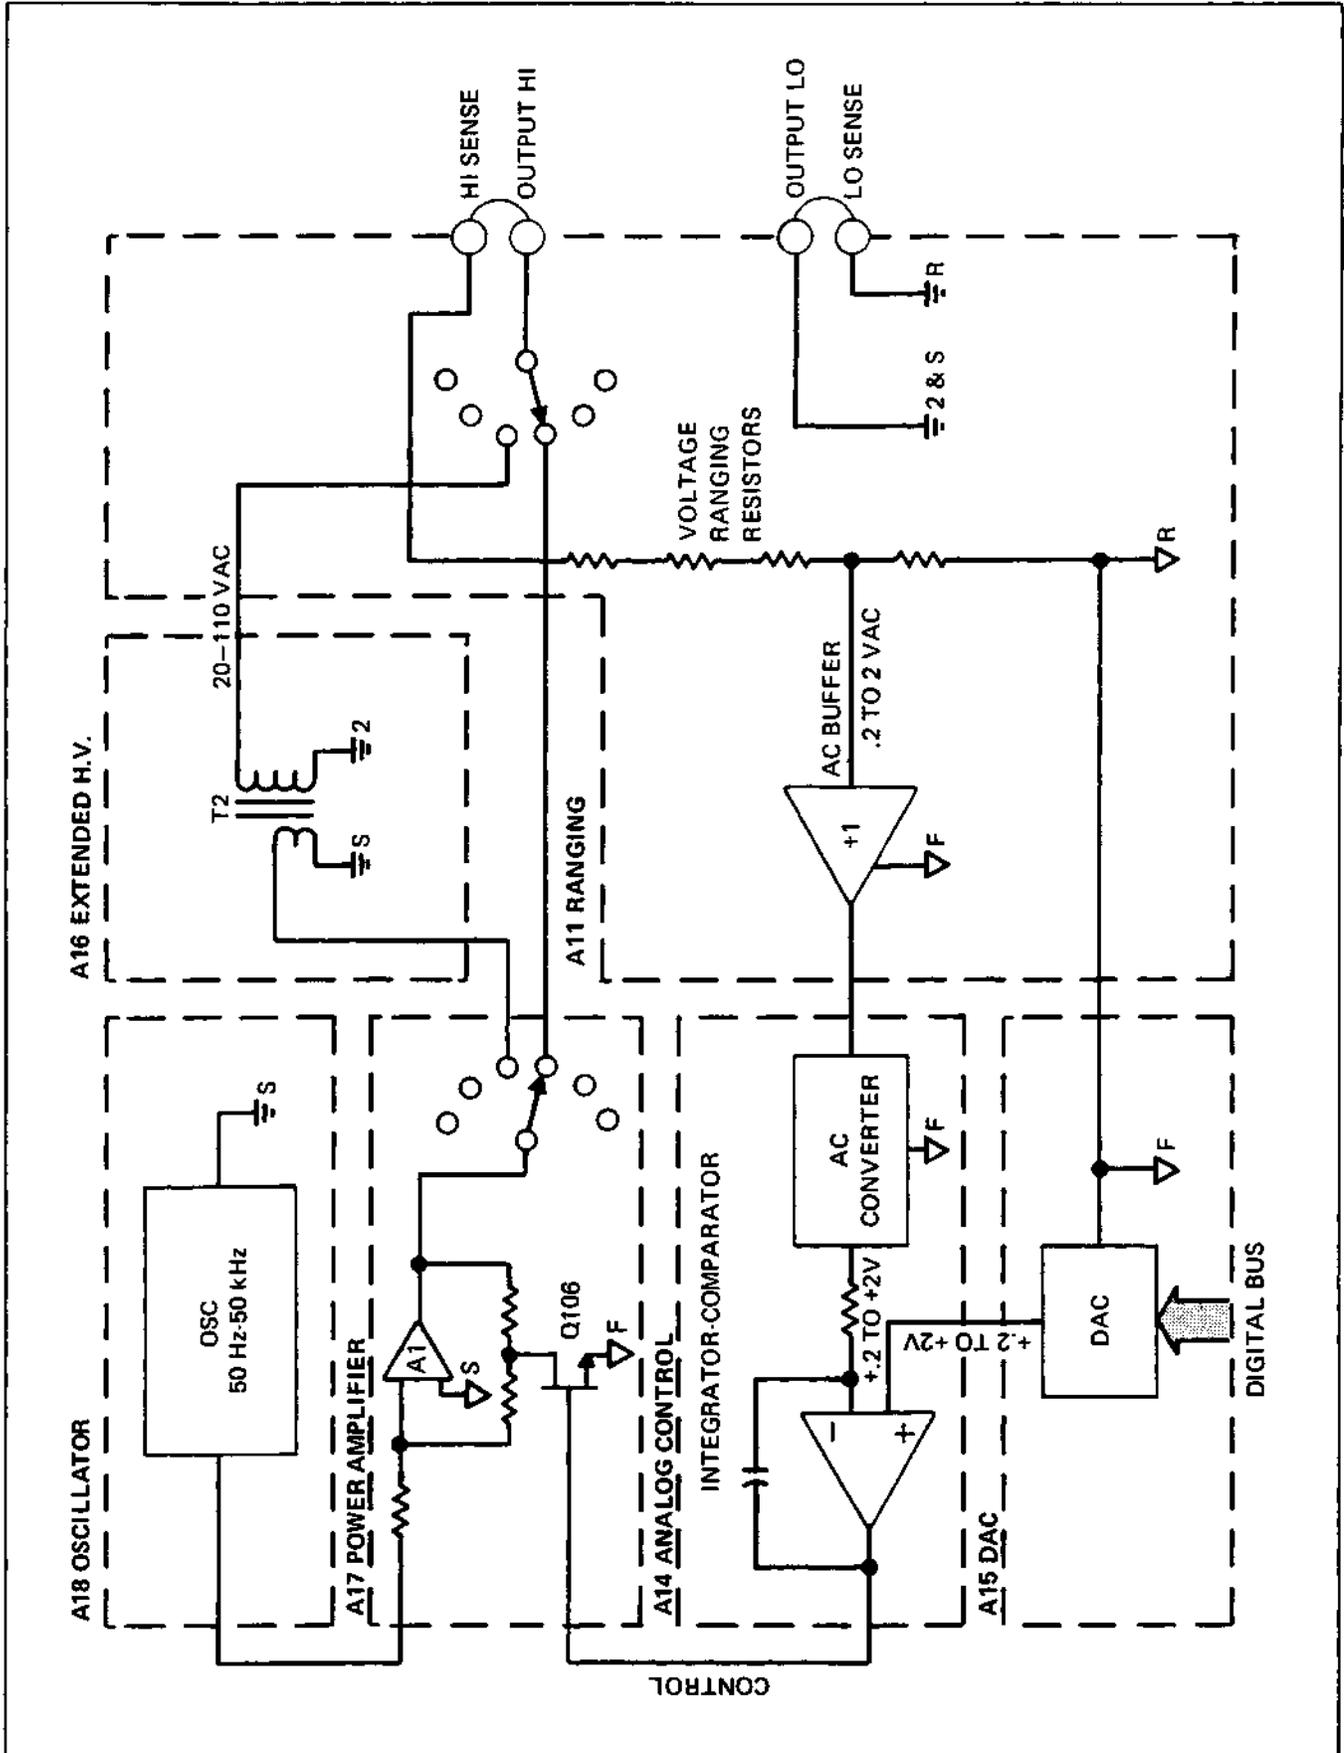 A18 OSCILLATOR
OSC
50 Hz-50 kHz
S
A16 EXTENDED H.V.
T2
S
2
20–110 VAC
A17 POWER AMPLIFIER
A1
S
Q106
F
A11 RANGING
HI SENSE
OUTPUT HI
VOLTAGE
RANGING
RESISTORS
OUTPUT LO
LO SENSE
2 & S
R
CONTROL
A14 ANALOG CONTROL
INTEGRATOR-COMPARATOR
−
+
+.2 TO +2V
AC
CONVERTER
F
+1
F
AC BUFFER
.2 TO 2 VAC
A15 DAC
+.2 TO +2V
DAC
F
R
DIGITAL BUS